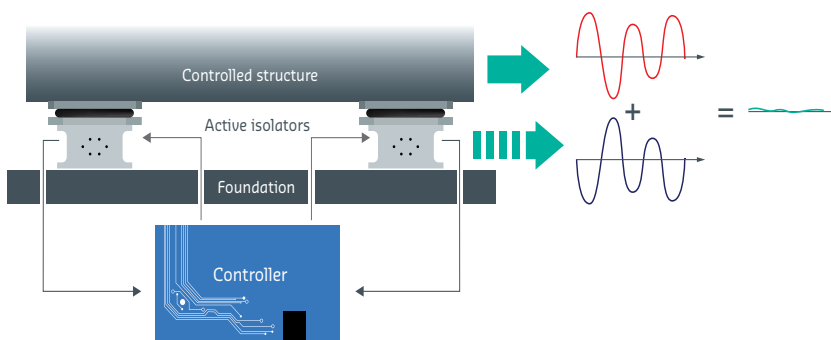 Controlled structure
Active isolators
Foundation
Controller
+
=